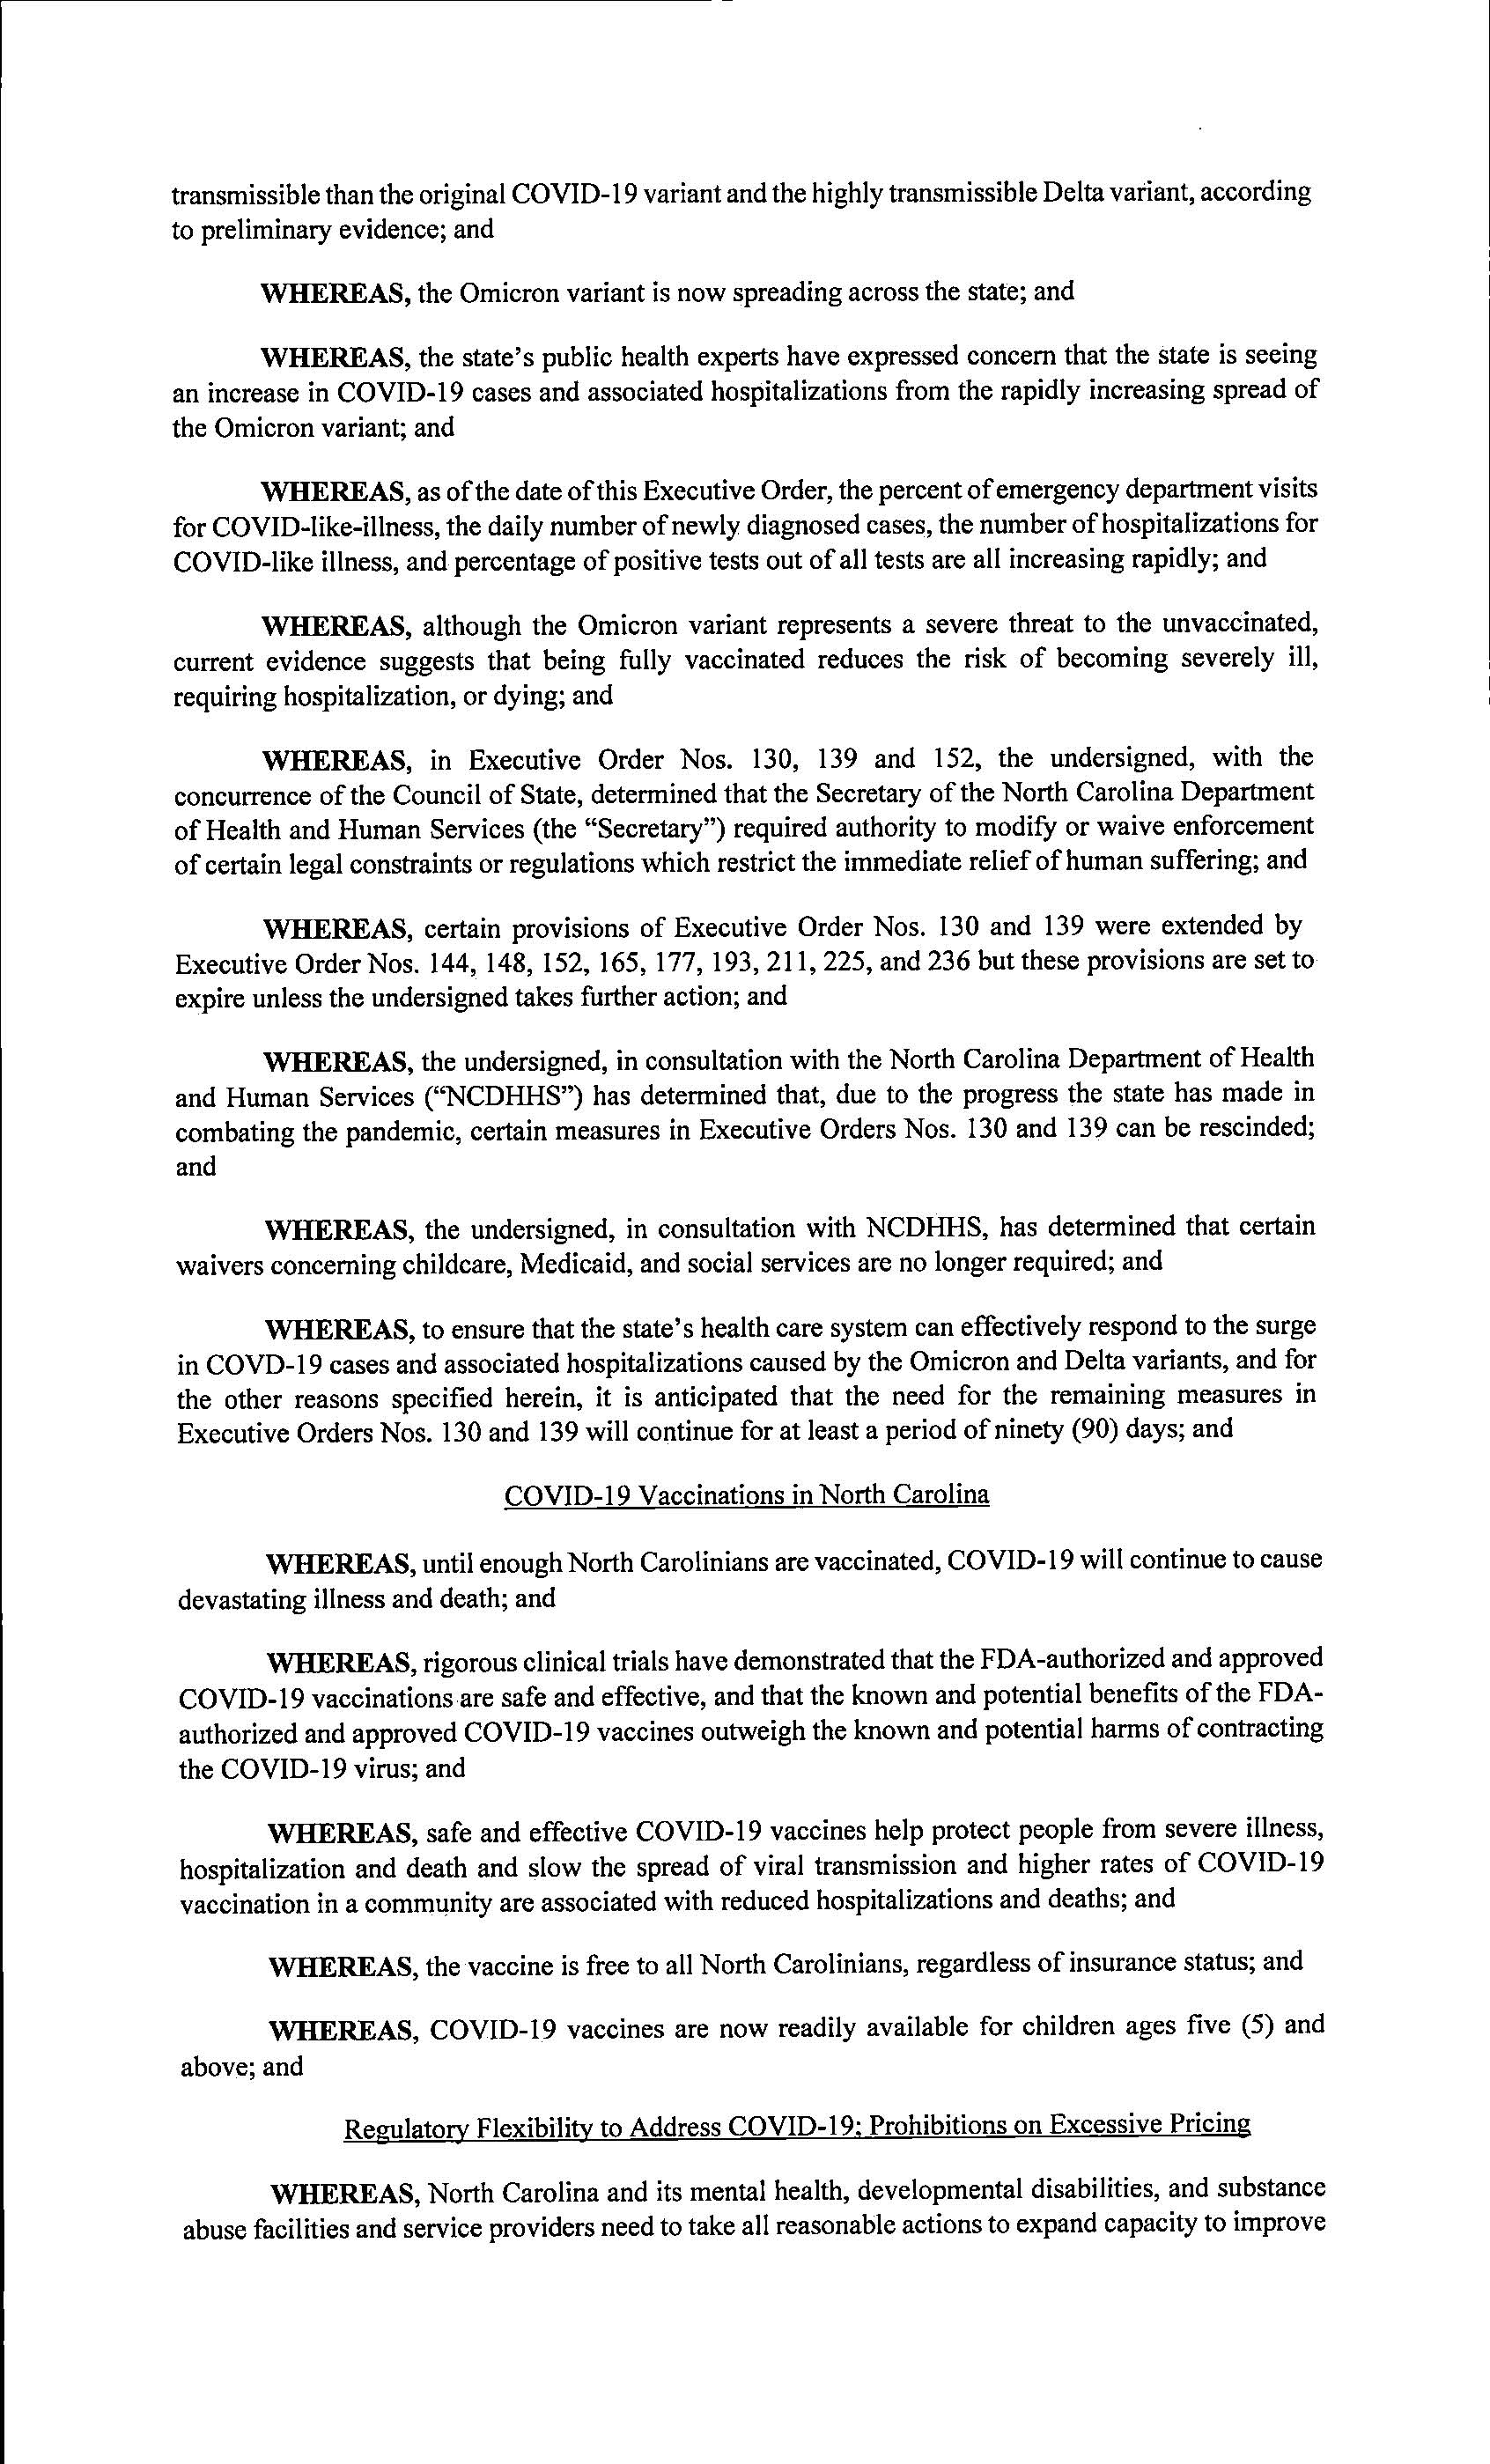 transmissible than the original COVID-19 variant and the highly transmissible Delta variant, according
to preliminary evidence; and
WHEREAS, the Omicron variant is now spreading across the state; and
WHEREAS, the state's public health experts have expressed concern that the state is seeing
an increase in COVID-19 cases and associated hospitalizations from the rapidly increasing spread of
the Omicron variant; and
WHEREAS, as of the date of this Executive Order, the percent of emergency department visits
for COVID-like-illness, the daily number of newly diagnosed cases, the number of hospitalizations for
COVID-like illness, and percentage of positive tests out of all tests are all increasing rapidly; and
WHEREAS, although the Omicron variant represents a severe threat to the unvaccinated,
current evidence suggests that being fully vaccinated reduces the risk of becoming severely ill,
requiring hospitalization, or dying; and
WHEREAS, in Executive Order Nos. 130, 139 and 152, the undersigned, with the
concurrence of the Council of State, determined that the Secretary of the North Carolina Department
of Health and Human Services (the “Secretary”) required authority to modify or waive enforcement
of certain legal constraints or regulations which restrict the immediate relief of human suffering; and
WHEREAS, certain provisions of Executive Order Nos. 130 and 139 were extended by
Executive Order Nos. 144, 148, 152, 165, 177, 193, 211, 225, and 236 but these provisions are set to
expire unless the undersigned takes further action; and
WHEREAS, the undersigned, in consultation with the North Carolina Department of Health
and Human Services (“NCDHHS”) has determined that, due to the progress the state has made in
combating the pandemic, certain measures in Executive Orders Nos. 130 and 139 can be rescinded;
and
WHEREAS, the undersigned, in consultation with NCDHHS, has determined that certain
waivers concerning childcare, Medicaid, and social services are no longer required; and
WHEREAS, to ensure that the state's health care system can effectively respond to the surge
in COVD-19 cases and associated hospitalizations caused by the Omicron and Delta variants, and for
the other reasons specified herein, it is anticipated that the need for the remaining measures in
Executive Orders Nos. 130 and 139 will continue for at least a period of ninety (90) days; and
COVID-19 Vaccinations in North Carolina
WHEREAS, until enough North Carolinians are vaccinated, COVID-19 will continue to cause
devastating illness and death; and
WHEREAS, rigorous clinical trials have demonstrated that the FDA-authorized and approved
COVID-19 vaccinations are safe and effective, and that the known and potential benefits of the FDA-
authorized and approved COVID-19 vaccines outweigh the known and potential harms of contracting
the COVID-19 virus; and
WHEREAS, safe and effective COVID-19 vaccines help protect people from severe illness,
hospitalization and death and slow the spread of viral transmission and higher rates of COVID-19
vaccination in a community are associated with reduced hospitalizations and deaths; and
WHEREAS, the vaccine is free to all North Carolinians, regardless of insurance status; and
WHEREAS, COVID-19 vaccines are now readily available for children ages five (5) and
above; and
Regulatory Flexibility to Address COVID-19; Prohibitions on Excessive Pricing
WHEREAS, North Carolina and its mental health, developmental disabilities, and substance
abuse facilities and service providers need to take all reasonable actions to expand capacity to improve